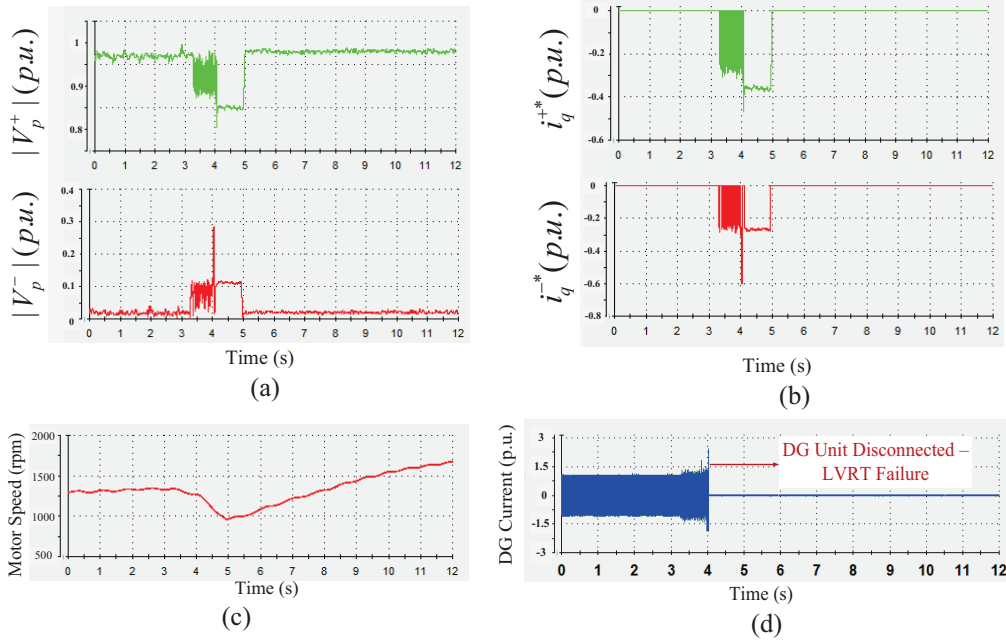 |V_p^+| (p.u.)
1
0.9
0.8
0 1 2 3 4 5 6 7 8 9 10 11 12
|V_p^-| (p.u.)
0.4
0.3
0.2
0.1
0
0 1 2 3 4 5 6 7 8 9 10 11 12
Time (s)
(a)
i_q^{+*} (p.u.)
0
-0.2
-0.4
-0.6
0 1 2 3 4 5 6 7 8 9 10 11 12
i_q^{-*} (p.u.)
0
-0.2
-0.4
-0.6
-0.8
0 1 2 3 4 5 6 7 8 9 10 11 12
Time (s)
(b)
Motor Speed (rpm)
2000
1500
1000
500
0 1 2 3 4 5 6 7 8 9 10 11 12
Time (s)
(c)
DG Current (p.u.)
3
1.5
0
-1.5
-3
DG Unit Disconnected –
LVRT Failure
0 1 2 3 4 5 6 7 8 9 10 11 12
Time (s)
(d)